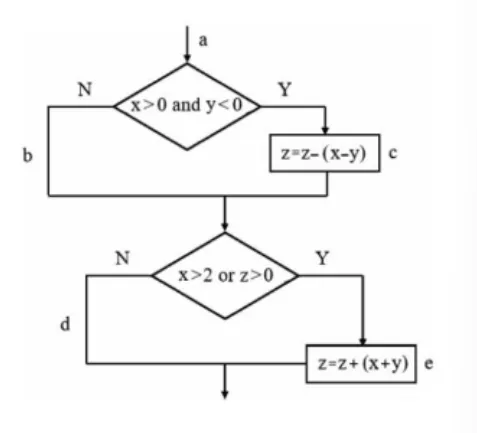 a
N
Y
x>0 and y<0
b
z=z-(x-y)
c
N
Y
x>2 or z>0
d
z=z+(x+y)
e